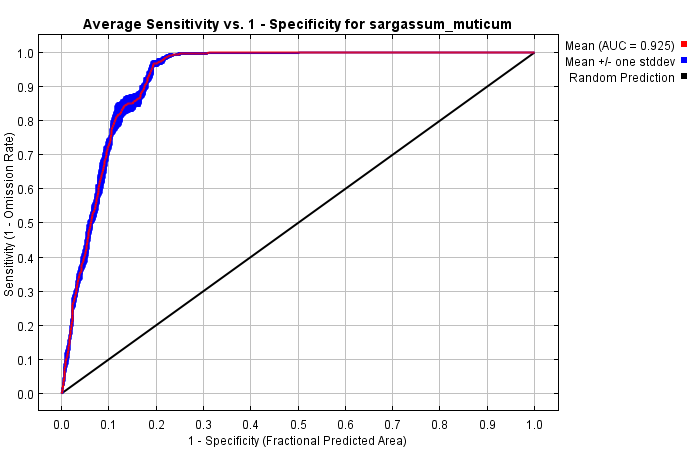 Average Sensitivity vs. 1 - Specificity for sargassum_muticum
Mean (AUC = 0.925)
Mean +/- one stddev
Random Prediction
Sensitivity (1 - Omission Rate)
1.0
0.9
0.8
0.7
0.6
0.5
0.4
0.3
0.2
0.1
0.0
0.0 0.1 0.2 0.3 0.4 0.5 0.6 0.7 0.8 0.9 1.0
1 - Specificity (Fractional Predicted Area)